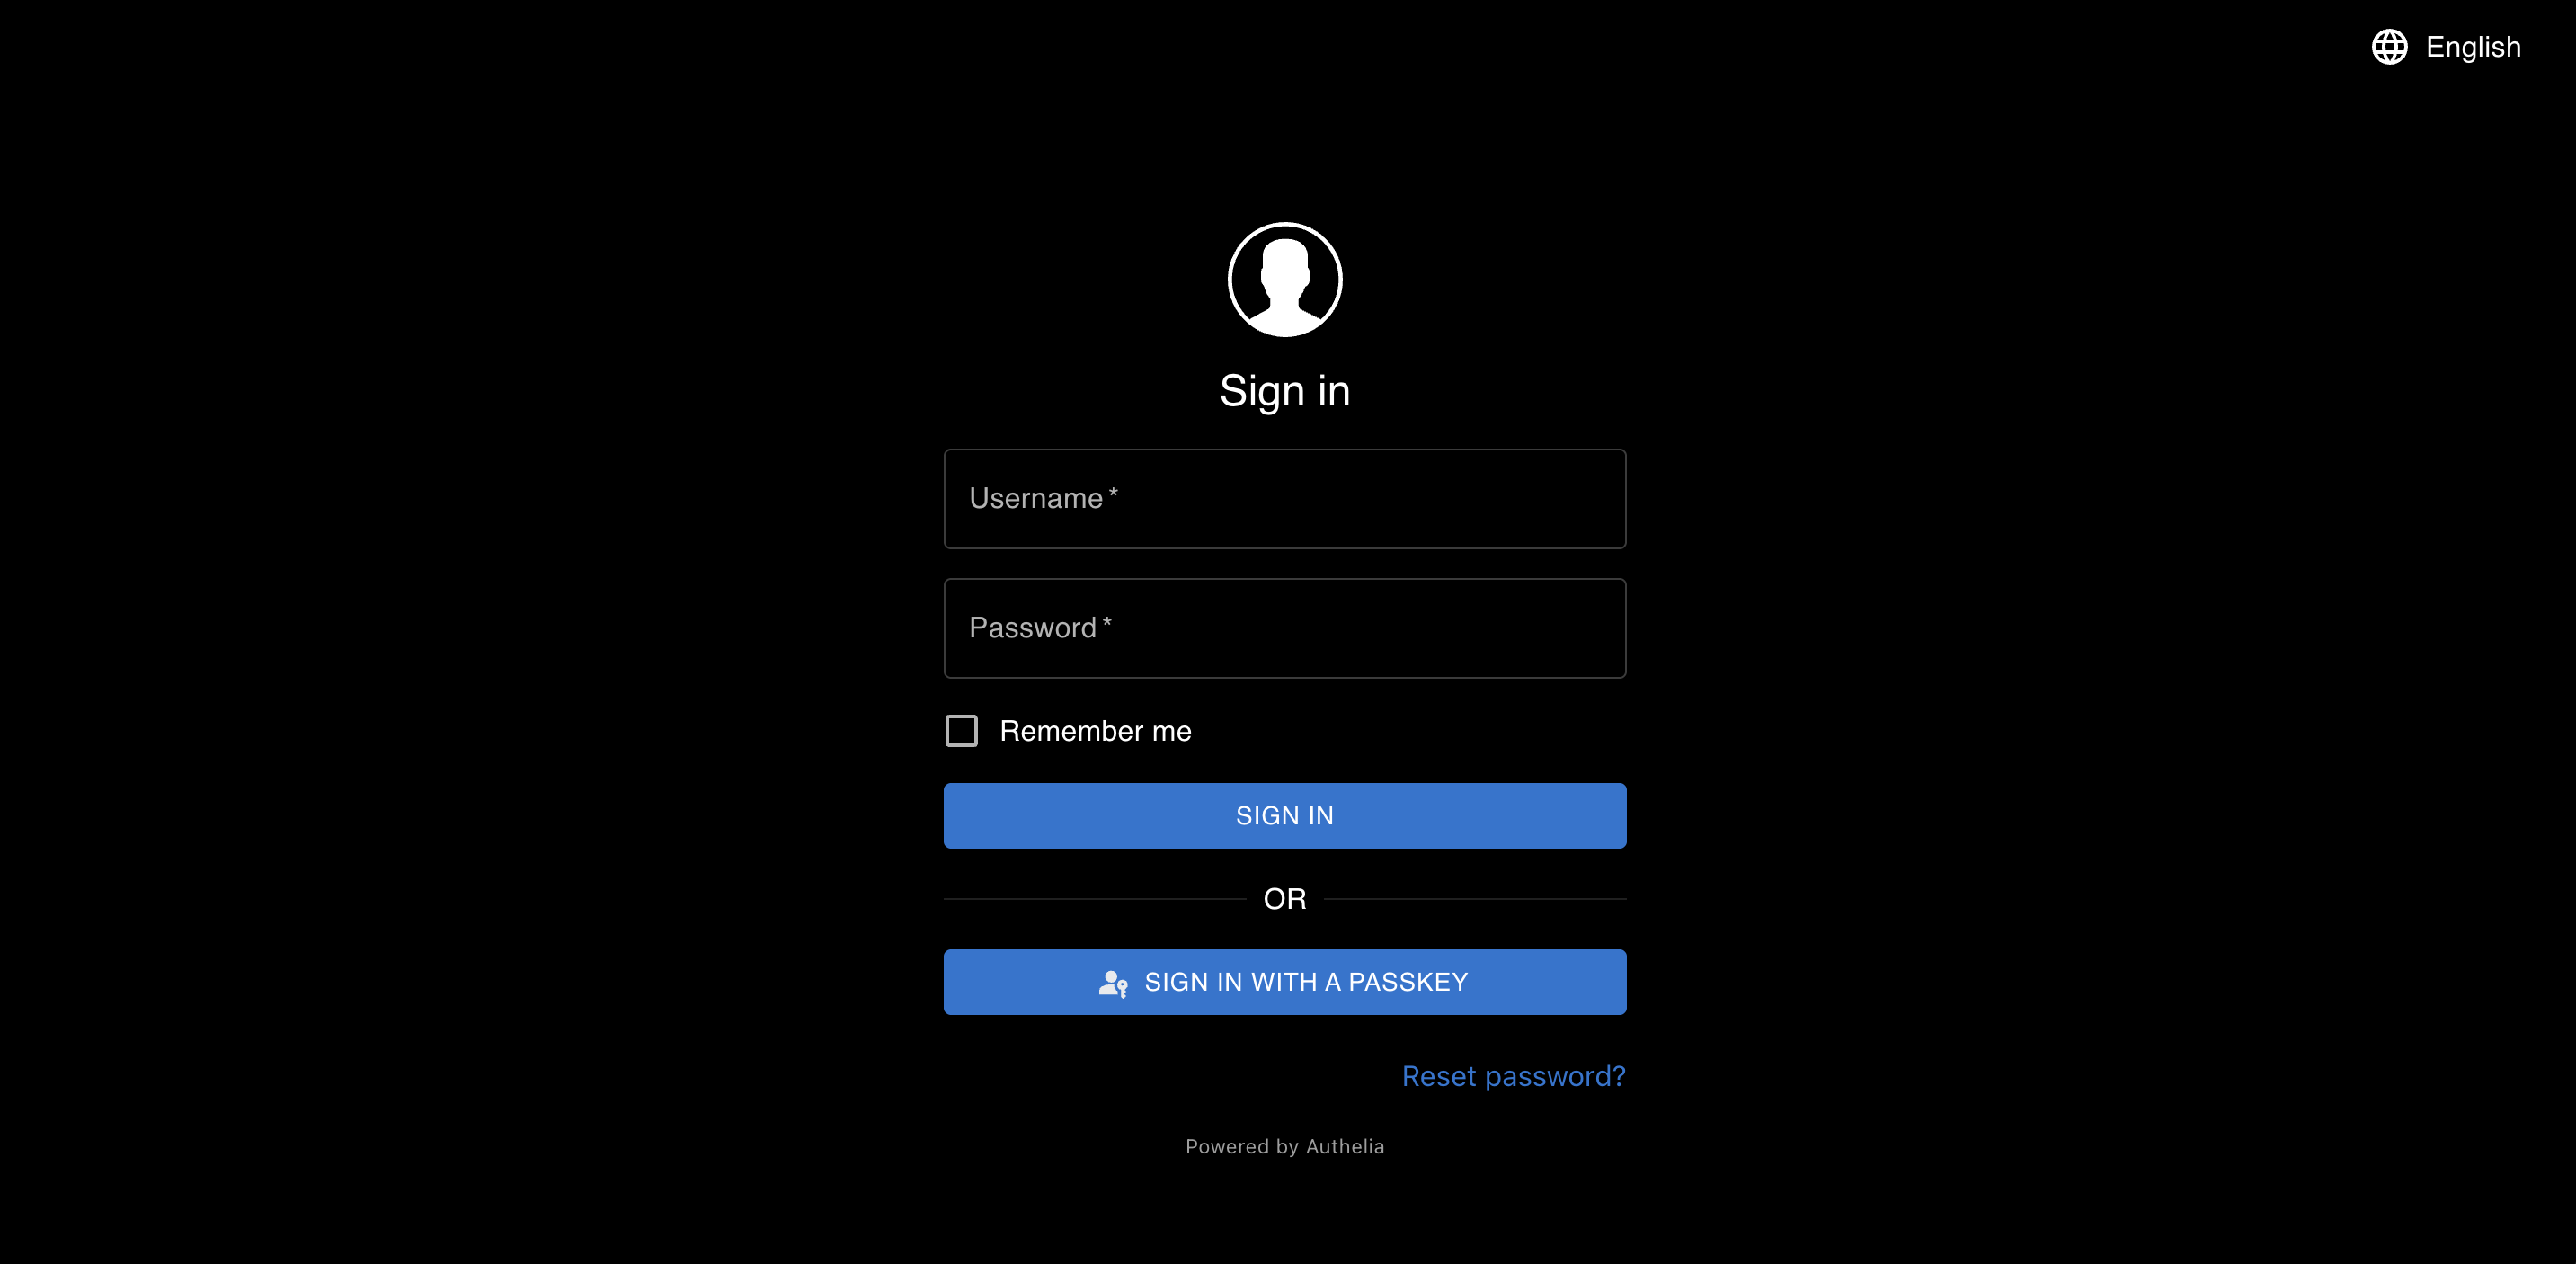 English
Sign in
Username *
Password *
Remember me
SIGN IN
OR
SIGN IN WITH A PASSKEY
Reset password?
Powered by Authelia